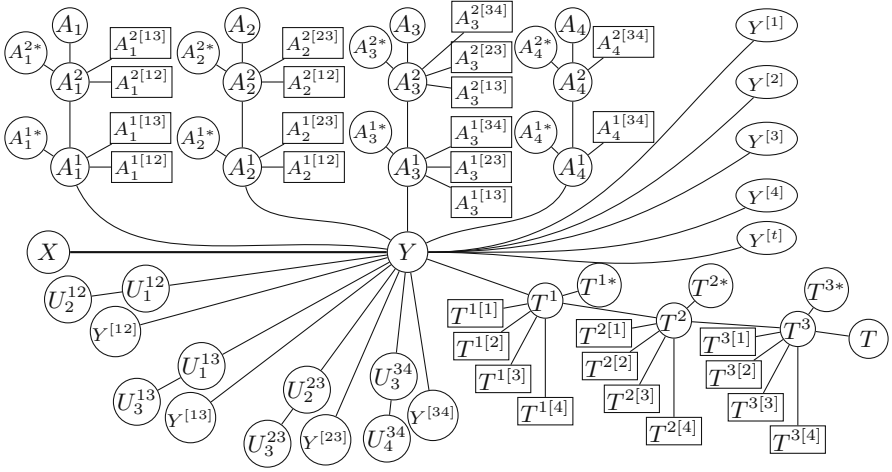 A_1 A_1^{2[13]} A_2 A_2^{2[23]} A_3 A_3^{2[34]} A_4 A_4^{2[34]} Y^{[1]}
A_1^{2*} A_2^{2*} A_3^{2*} A_3^{2[23]} A_4^{2*}
A_1^2 A_1^{2[12]} A_2^2 A_2^{2[12]} A_3^2 A_3^{2[13]} A_4^2 Y^{[2]}
A_1^{1*} A_1^{1[13]} A_2^{1*} A_2^{1[23]} A_3^{1*} A_3^{1[34]} A_4^{1*} A_4^{1[34]} Y^{[3]}
A_1^1 A_1^{1[12]} A_2^1 A_2^{1[12]} A_3^1 A_3^{1[23]} A_4^1
A_3^{1[13]} Y^{[4]}
X Y Y^{[t]}
U_2^{12} U_1^{12} T^1 T^{1*} T^{2*} T^{3*}
Y^{[12]} T^{1[1]} T^2 T^{2[1]} T^3 T^{3[1]} T
T^{1[2]} T^{2[2]} T^{3[2]}
U_1^{13} U_2^{23} U_3^{34} T^{1[3]} T^{2[3]} T^{3[3]}
U_3^{13} Y^{[13]} Y^{[34]} T^{1[4]} T^{2[4]} T^{3[4]}
U_3^{23} Y^{[23]} U_4^{34}